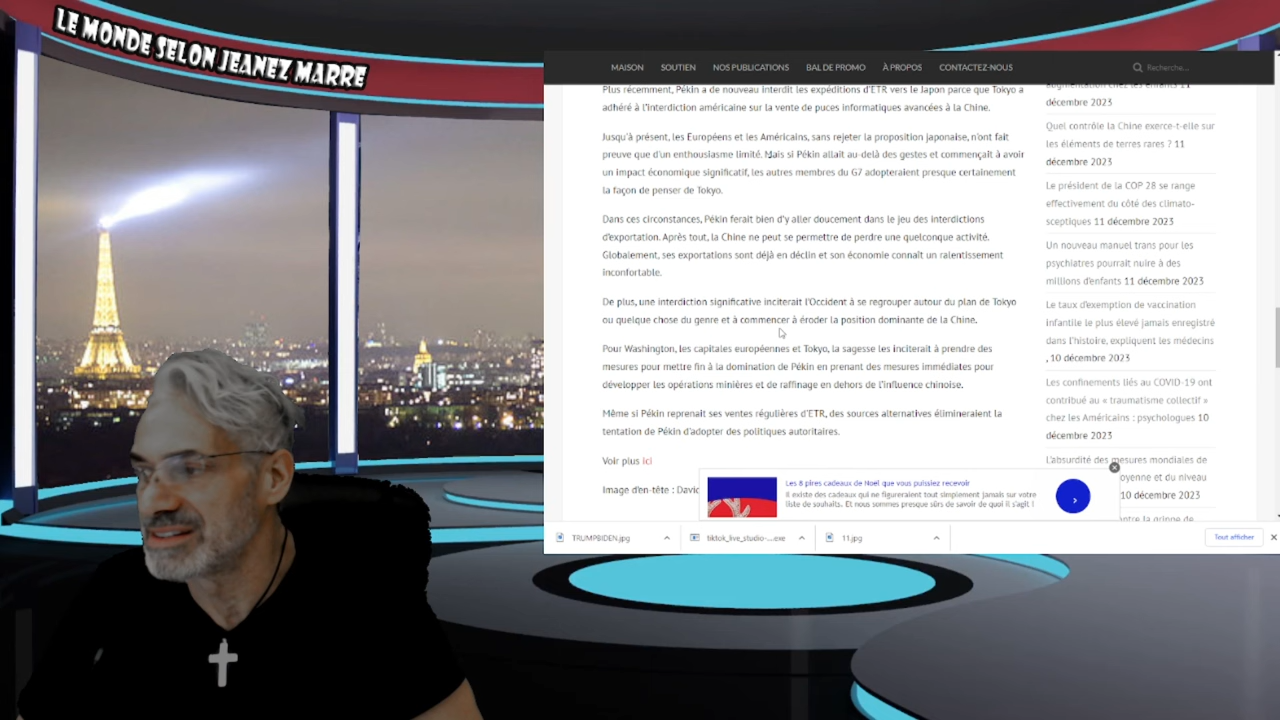 LE MONDE SELON JEANEZ MARRE
MAISON SOUTIEN NOS PUBLICATIONS BAL DE PROMO À PROPOS CONTACTEZ-NOUS Recherche...
Plus récemment, Pékin a de nouveau interdit les expéditions d'ETR vers le Japon parce que Tokyo a
adhéré à l'interdiction américaine sur la vente de puces informatiques avancées à la Chine.
Jusqu'à présent, les Européens et les Américains, sans rejeter la proposition japonaise, n'ont fait
preuve que d'un enthousiasme limité. Mais si Pékin allait au-delà des gestes et commençait à avoir
un impact économique significatif, les autres membres du G7 adopteraient presque certainement
la façon de penser de Tokyo.
Dans ces circonstances, Pékin ferait bien d'y aller doucement dans le jeu des interdictions
d'exportation. Après tout, la Chine ne peut se permettre de perdre une quelconque activité.
Globalement, ses exportations sont déjà en déclin et son économie connaît un ralentissement
inconfortable.
De plus, une interdiction significative inciterait l'Occident à se regrouper autour du plan de Tokyo
ou quelque chose du genre et à commencer à éroder la position dominante de la Chine.
Pour Washington, les capitales européennes et Tokyo, la sagesse les inciterait à prendre des
mesures pour mettre fin à la domination de Pékin en prenant des mesures immédiates pour
développer les opérations minières et de raffinage en dehors de l'influence chinoise.
Même si Pékin reprenait ses ventes régulières d'ETR, des sources alternatives élimineraient la
tentation de Pékin d'adopter des politiques autoritaires.
Voir plus ici
Image d'en-tête : David
augmentation chez les enfants 11
décembre 2023
Quel contrôle la Chine exerce-t-elle sur
les éléments de terres rares ? 11
décembre 2023
Le président de la COP 28 se range
effectivement du côté des climato-
sceptiques 11 décembre 2023
Un nouveau manuel trans pour les
psychiatres pourrait nuire à des
millions d'enfants 11 décembre 2023
Le taux d'exemption de vaccination
infantile le plus élevé jamais enregistré
dans l'histoire, expliquent les médecins
, 10 décembre 2023
Les confinements liés au COVID-19 ont
contribué au « traumatisme collectif »
chez les Américains : psychologues 10
décembre 2023
L'absurdité des mesures mondiales de
oyenne et du niveau
10 décembre 2023
Les 8 pires cadeaux de Noël que vous puissiez recevoir
Il existe des cadeaux qui ne figureraient tout simplement jamais sur votre
liste de souhaits. Et nous sommes presque sûrs de savoir de quoi il s'agit !
TRUMPBIDEN.jpg tiktok_live_studio-....exe 11.jpg Tout afficher